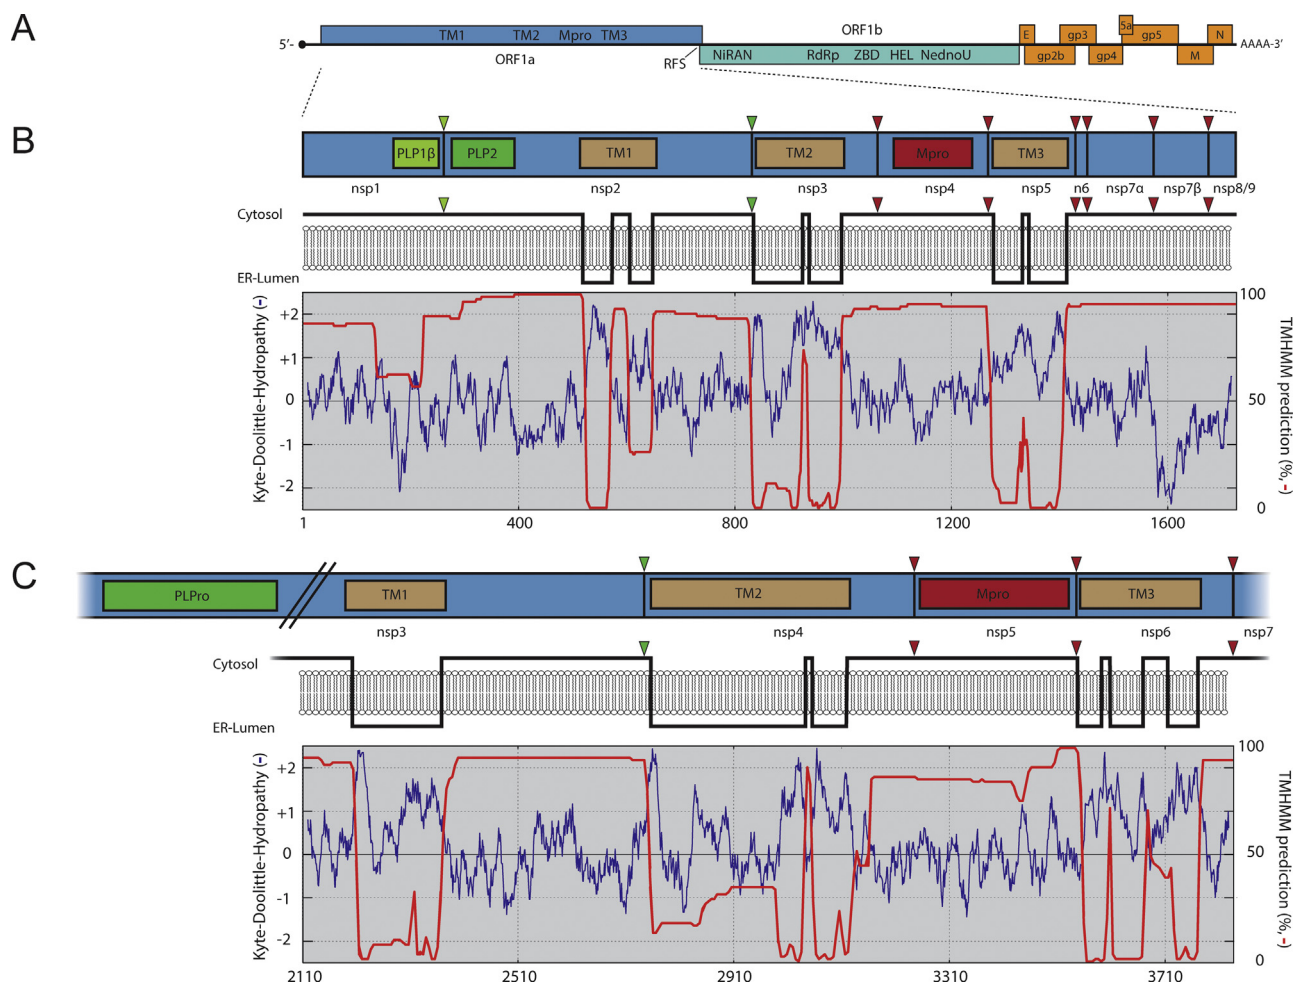 A
5′-
TM1 TM2 Mpro TM3
ORF1a
RFS
ORF1b
NiRAN RdRp ZBD HEL NednoU
E gp3 5a gp5 N
gp2b gp4 M
AAAA-3′
B
PLP1β PLP2 TM1 TM2 Mpro TM3
nsp1 nsp2 nsp3 nsp4 nsp5 n6 nsp7α nsp7β nsp8/9
Cytosol
ER-Lumen
Kyte-Doolittle-Hydropathy (-)
+2
+1
0
-1
-2
100
50
0
TMHMM prediction (%, -)
1 400 800 1200 1600
C
PLPro TM1 TM2 Mpro TM3
nsp3 nsp4 nsp5 nsp6 nsp7
Cytosol
ER-Lumen
Kyte-Doolittle-Hydropathy (-)
+2
+1
0
-1
-2
100
50
0
TMHMM prediction (%, -)
2110 2510 2910 3310 3710